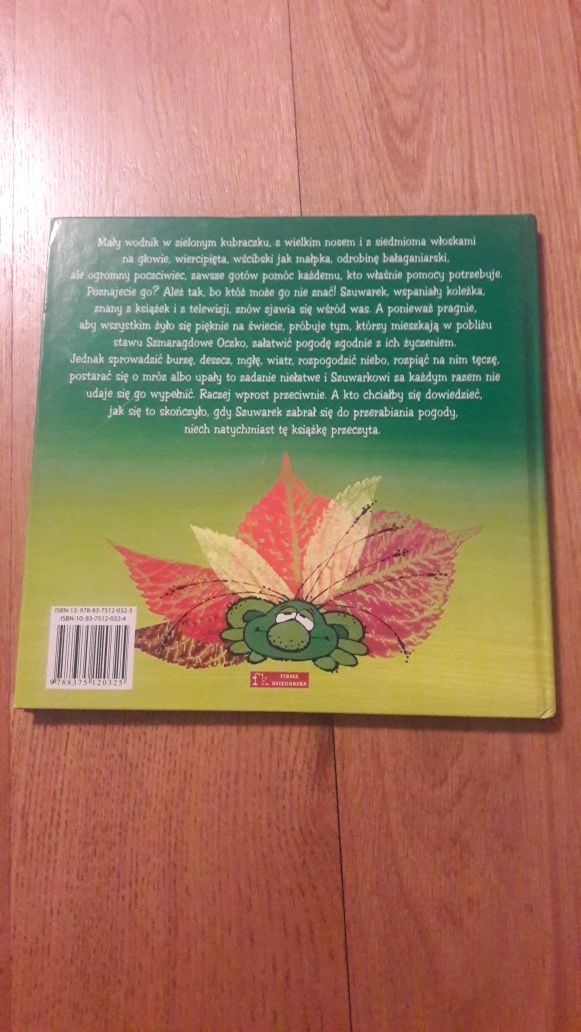 Mały wodnik w zielonym kubraczku, z wielkim nosem i z siedmioma włoskami
na głowie, wiercipięta, wścibski jak małpka, odrobinę bałaganiarski,
ale ogromny poczciwiec, zawsze gotów pomóc każdemu, kto właśnie pomocy potrzebuje.
Poznajecie go? Ależ tak, bo któż może go nie znać! Szuwarek, wspaniały koleżka,
znany z książek i z telewizji, znów zjawia się wśród was. A ponieważ pragnie,
aby wszystkim żyło się pięknie na świecie, próbuje tym, którzy mieszkają w pobliżu
stawu Szmaragdowe Oczko, załatwić pogodę zgodnie z ich życzeniem.
Jednak sprowadzić burzę, deszcz, mgłę, wiatr, rozpogodzić niebo, rozpiąć na nim tęczę,
postarać się o mróz albo upały to zadanie niełatwe i Szuwarkowi za każdym razem nie
udaje się go wypełnić. Raczej wprost przeciwnie. A kto chciałby się dowiedzieć,
jak się to skończyło, gdy Szuwarek zabrał się do przerabiania pogody,
niech natychmiast tę książkę przeczyta.
ISBN-13: 978-83-7512-032-5
ISBN-10: 83-7512-032-4
9 788375 120325
fk FIRMA
KSIĘGARSKA